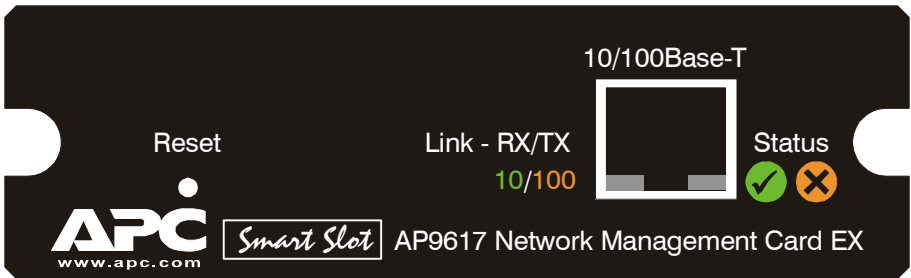 10/100Base-T
Reset
Link - RX/TX
Status
10/100
APC
Smart Slot
AP9617 Network Management Card EX
www.apc.com